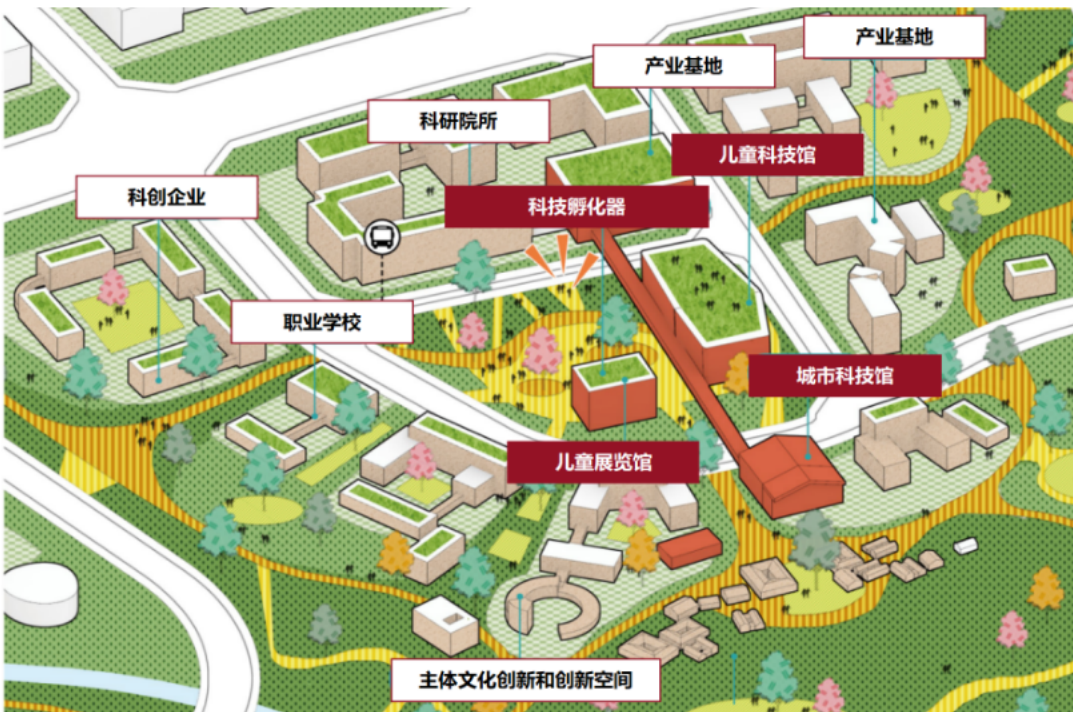 产业基地
产业基地
科研院所
儿童科技馆
科创企业
科技孵化器
职业学校
城市科技馆
儿童展览馆
主体文化创新和创新空间